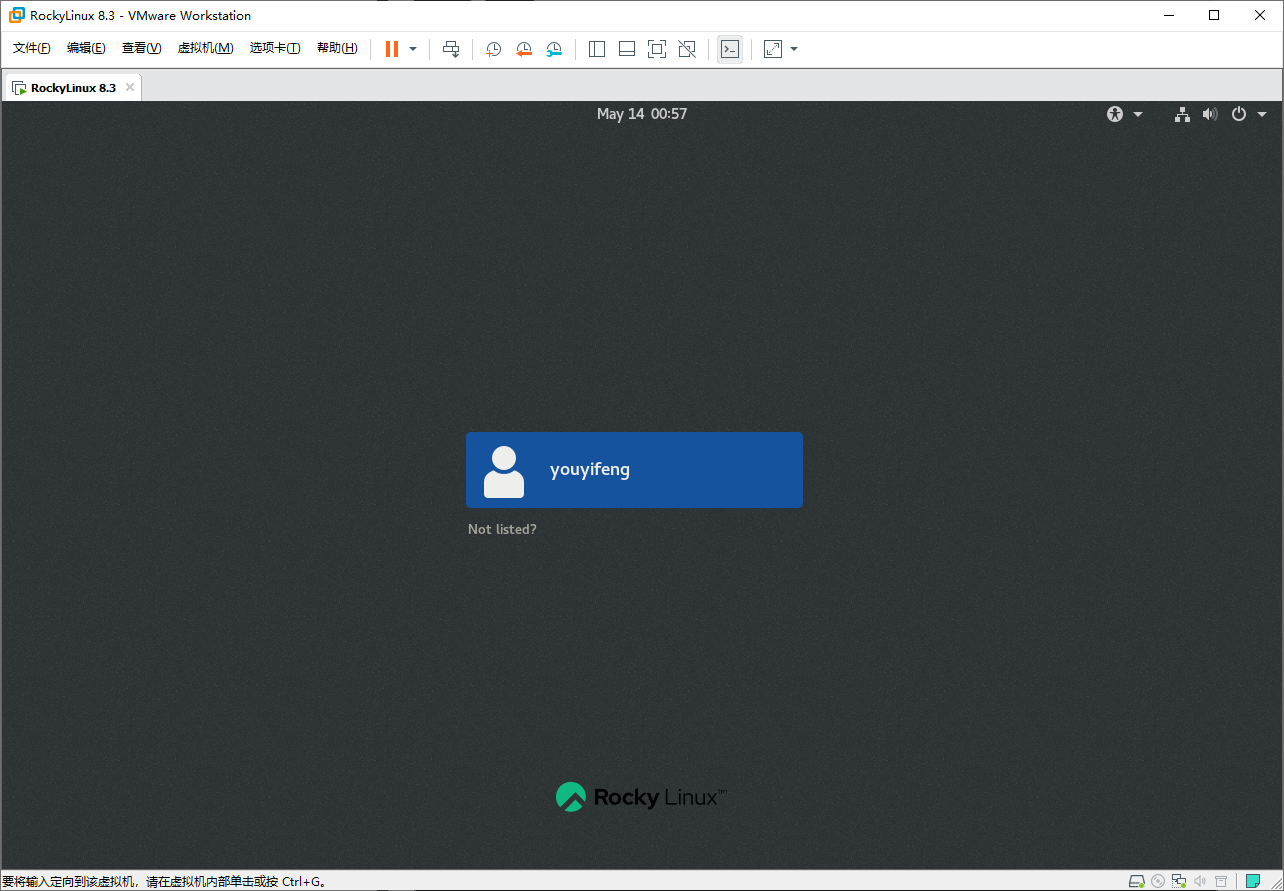 RockyLinux 8.3 - VMware Workstation
文件(F) 编辑(E) 查看(V) 虚拟机(M) 选项卡(T) 帮助(H)
RockyLinux 8.3
May 14 00:57
youyifeng
Not listed?
Rocky Linux™
要将输入定向到该虚拟机，请在虚拟机内部单击或按 Ctrl+G。